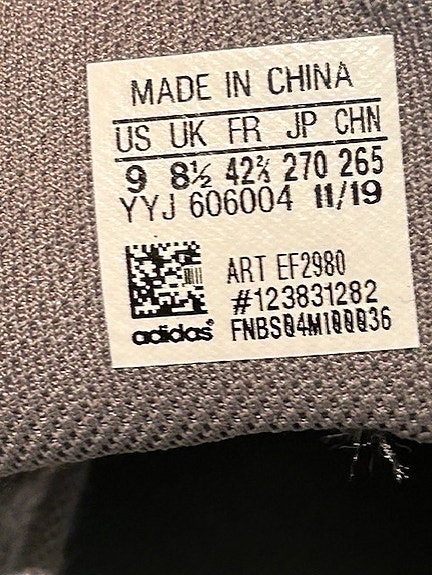 MADE IN CHINA
US UK FR JP CHN
9 8½ 42⅔ 270 265
YYJ 606004 11/19
ART EF2980
#123831282
FNBSQ4M1QQQ36
adidas